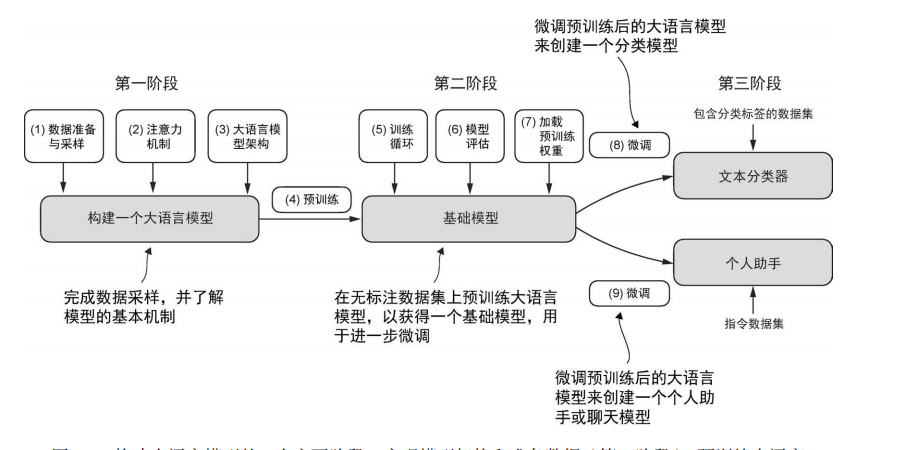 微调预训练后的大语言模型
来创建一个分类模型
第一阶段
第二阶段
第三阶段
(1) 数据准备
与采样
(2) 注意力
机制
(3) 大语言模
型架构
(5) 训练
循环
(6) 模型
评估
(7) 加载
预训练
权重
(8) 微调
包含分类标签的数据集
文本分类器
构建一个大语言模型
(4) 预训练
基础模型
个人助手
(9) 微调
指令数据集
完成数据采样，并了解
模型的基本机制
在无标注数据集上预训练大语言
模型，以获得一个基础模型，用
于进一步微调
微调预训练后的大语言
模型来创建一个个人助
手或聊天模型